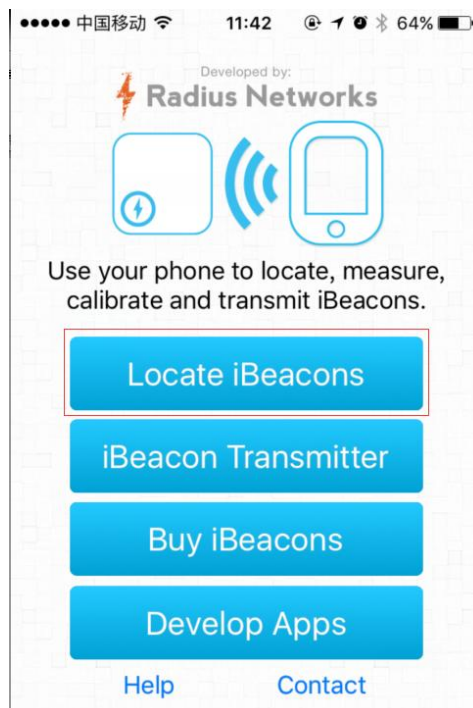 中国移动 11:42 64%
Developed by:
Radius Networks
Use your phone to locate, measure,
calibrate and transmit iBeacons.
Locate iBeacons
iBeacon Transmitter
Buy iBeacons
Develop Apps
Help Contact